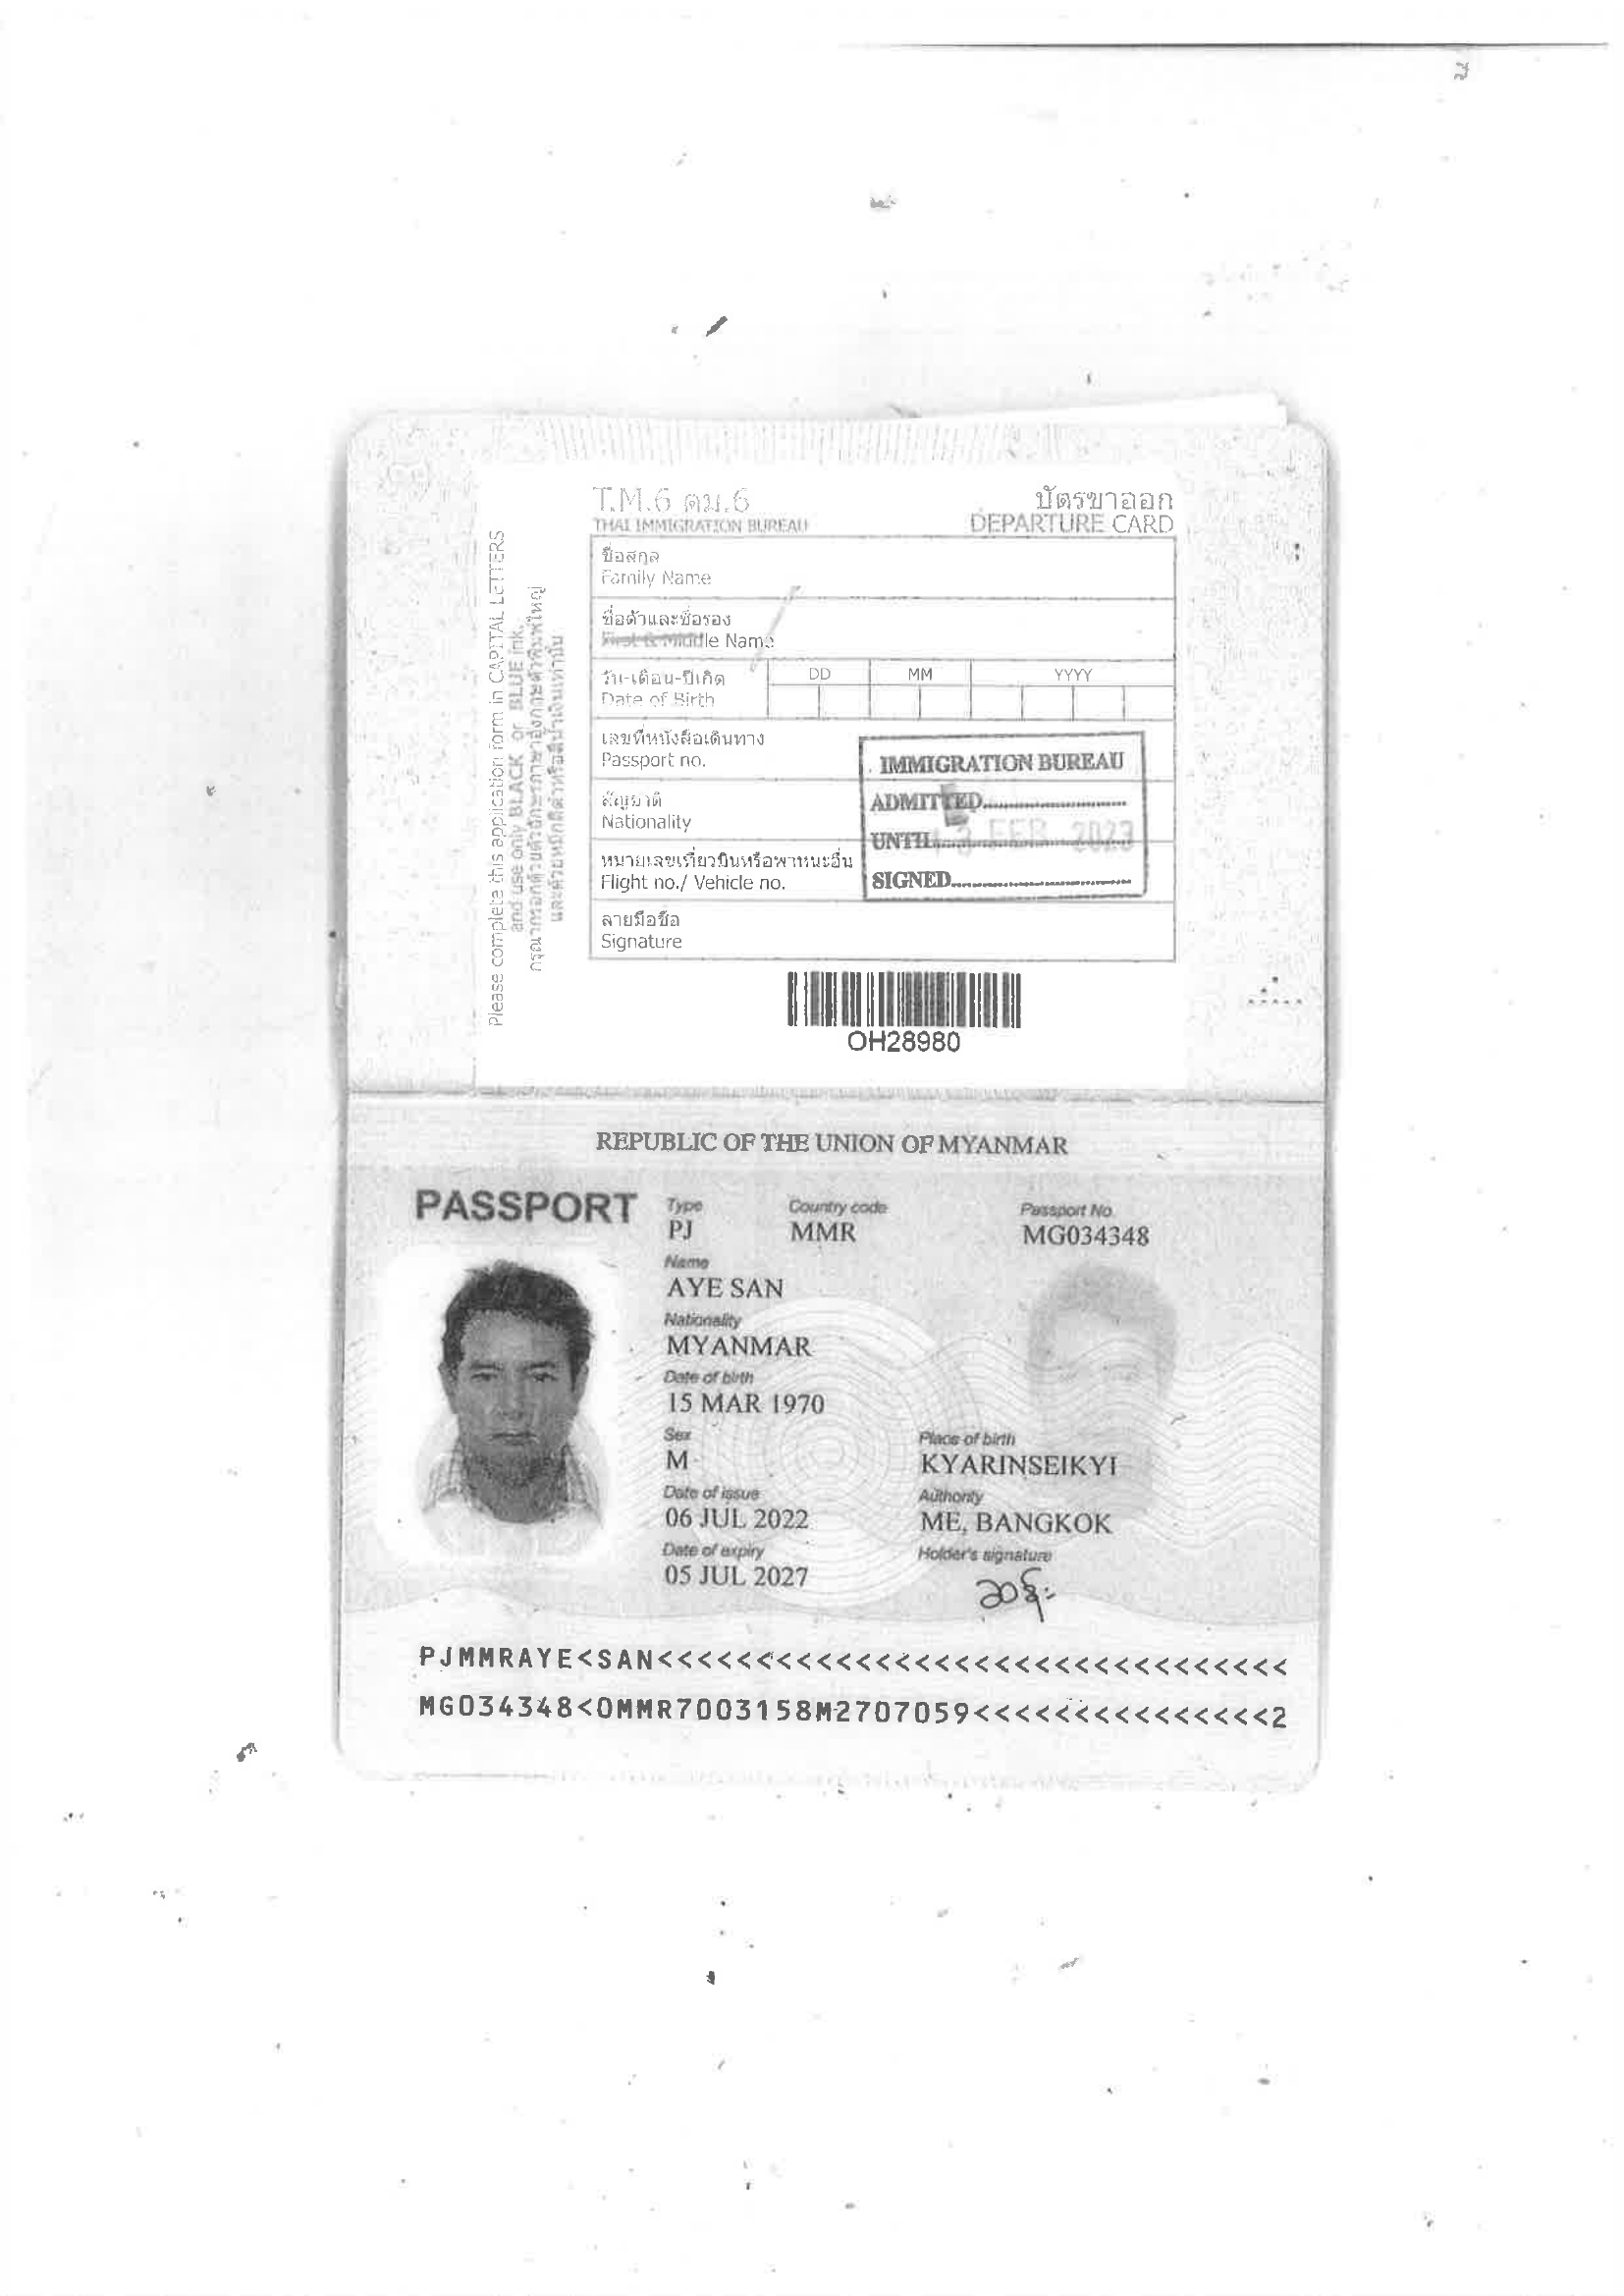 T.M.6 ตม.6
THAI IMMIGRATION BUREAU
บัตรขาออก
DEPARTURE CARD
Please complete this application form in CAPITAL LETTERS
and use only BLACK or BLUE ink.
กรุณากรอกด้วยตัวอักษรภาษาอังกฤษตัวพิมพ์ใหญ่
และด้วยหมึกสีดำหรือสีน้ำเงินเท่านั้น
ชื่อสกุล
Family Name
ชื่อตัวและชื่อรอง
First & Middle Name
วัน-เดือน-ปีเกิด
Date of Birth
DD MM YYYY
เลขที่หนังสือเดินทาง
Passport no.
สัญชาติ
Nationality
หมายเลขเที่ยวบินหรือพาหนะอื่น
Flight no./ Vehicle no.
ลายมือชื่อ
Signature
IMMIGRATION BUREAU
ADMITTED
UNTIL FEB 2023
SIGNED
OH28980
REPUBLIC OF THE UNION OF MYANMAR
PASSPORT
Type Country code Passport No
PJ MMR MG034348
Name
AYE SAN
Nationality
MYANMAR
Date of birth
15 MAR 1970
Sex Place of birth
M KYARINSEIKYI
Date of issue Authority
06 JUL 2022 ME, BANGKOK
Date of expiry Holder's signature
05 JUL 2027 ဆန်း
PJMMRAYE<SAN<<<<<<<<<<<<<<<<<<<<<<<<<<<<<<<<
MG034348<0MMR7003158M2707059<<<<<<<<<<<<<<<2